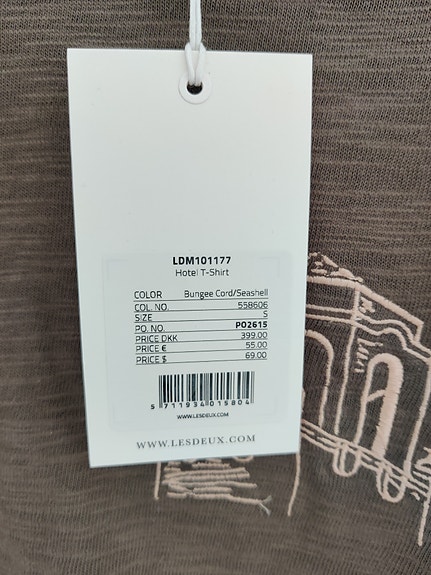 LDM101177
Hotel T-Shirt
COLOR Bungee Cord/Seashell
COL. NO. 558606
SIZE S
PO. NO. PO2615
PRICE DKK 399.00
PRICE € 55.00
PRICE $ 69.00
5 711934 015804
WWW.LESDEUX.COM
WWW.LESDEUX.COM